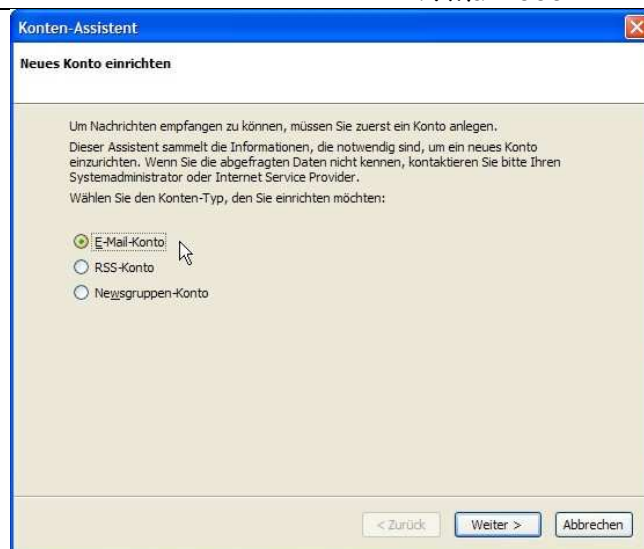 Konten-Assistent
Neues Konto einrichten
Um Nachrichten empfangen zu können, müssen Sie zuerst ein Konto anlegen.
Dieser Assistent sammelt die Informationen, die notwendig sind, um ein neues Konto
einzurichten. Wenn Sie die abgefragten Daten nicht kennen, kontaktieren Sie bitte Ihren
Systemadministrator oder Internet Service Provider.
Wählen Sie den Konten-Typ, den Sie einrichten möchten:
E-Mail-Konto
RSS-Konto
Newsgruppen-Konto
< Zurück Weiter > Abbrechen